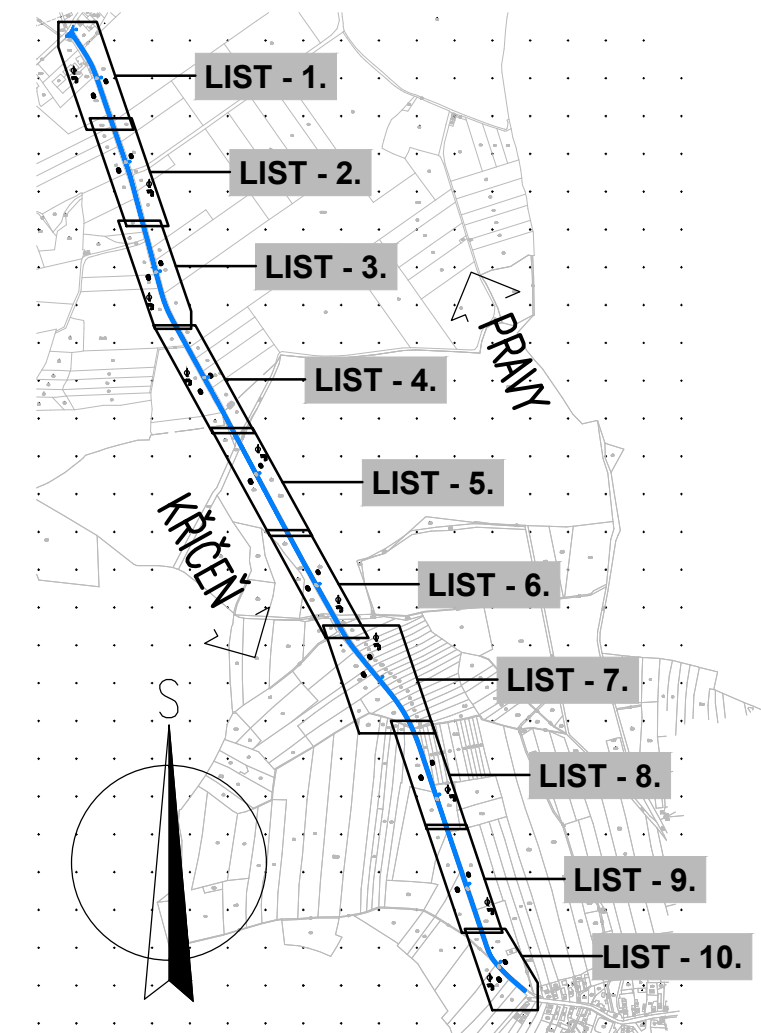 LIST - 1.
LIST - 2.
LIST - 3.
PRAVY
LIST - 4.
LIST - 5.
KŘIČEŇ
LIST - 6.
LIST - 7.
S
LIST - 8.
LIST - 9.
LIST - 10.